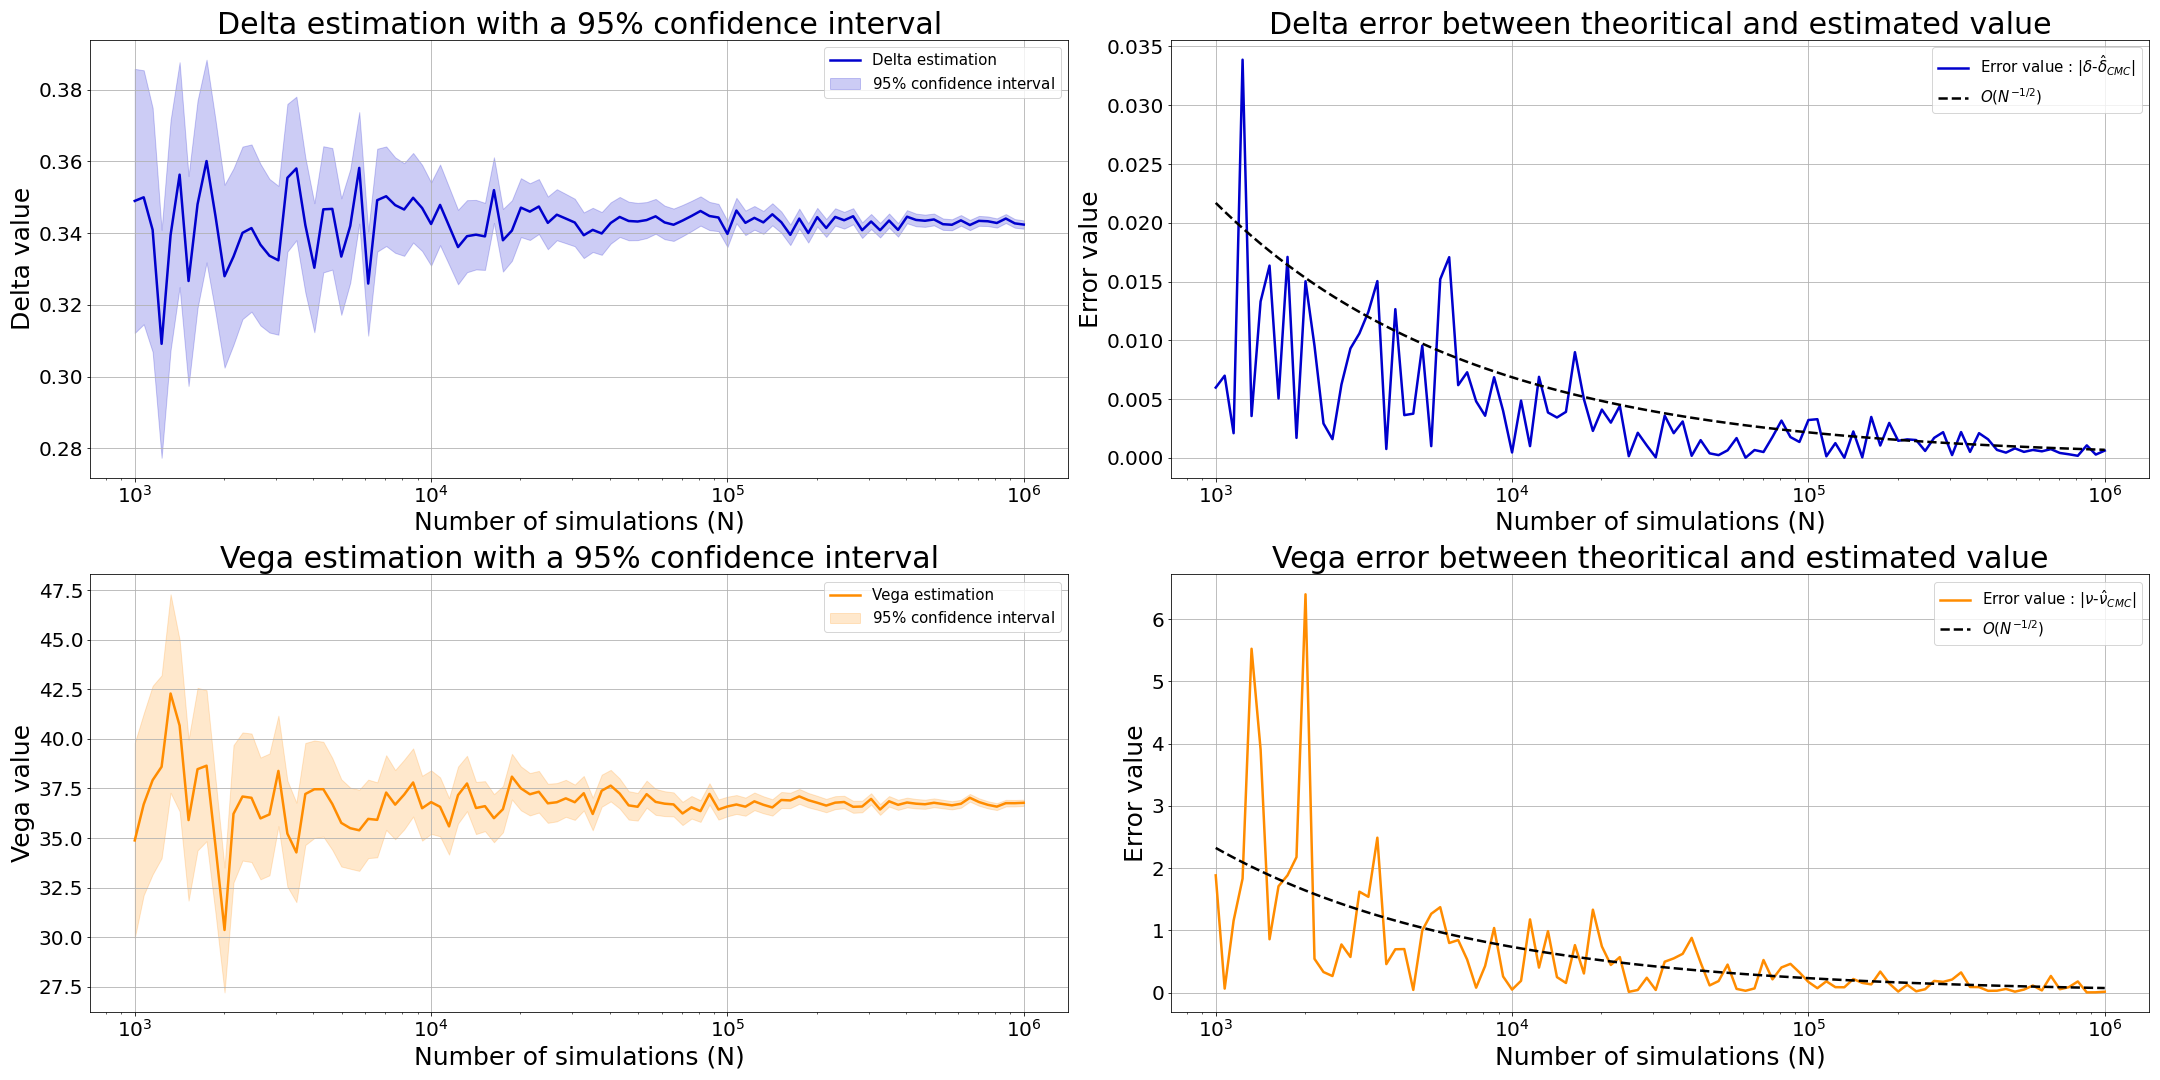 Delta estimation with a 95% confidence interval
Delta estimation
95% confidence interval
Delta value
0.38
0.36
0.34
0.32
0.30
0.28
10³
10⁴
10⁵
10⁶
Number of simulations (N)
Delta error between theoritical and estimated value
Error value : |δ-δ̂_CMC|
O(N^{-1/2})
Error value
0.035
0.030
0.025
0.020
0.015
0.010
0.005
0.000
10³
10⁴
10⁵
10⁶
Number of simulations (N)
Vega estimation with a 95% confidence interval
Vega estimation
95% confidence interval
Vega value
47.5
45.0
42.5
40.0
37.5
35.0
32.5
30.0
27.5
10³
10⁴
10⁵
10⁶
Number of simulations (N)
Vega error between theoritical and estimated value
Error value : |ν-ν̂_CMC|
O(N^{-1/2})
Error value
6
5
4
3
2
1
0
10³
10⁴
10⁵
10⁶
Number of simulations (N)